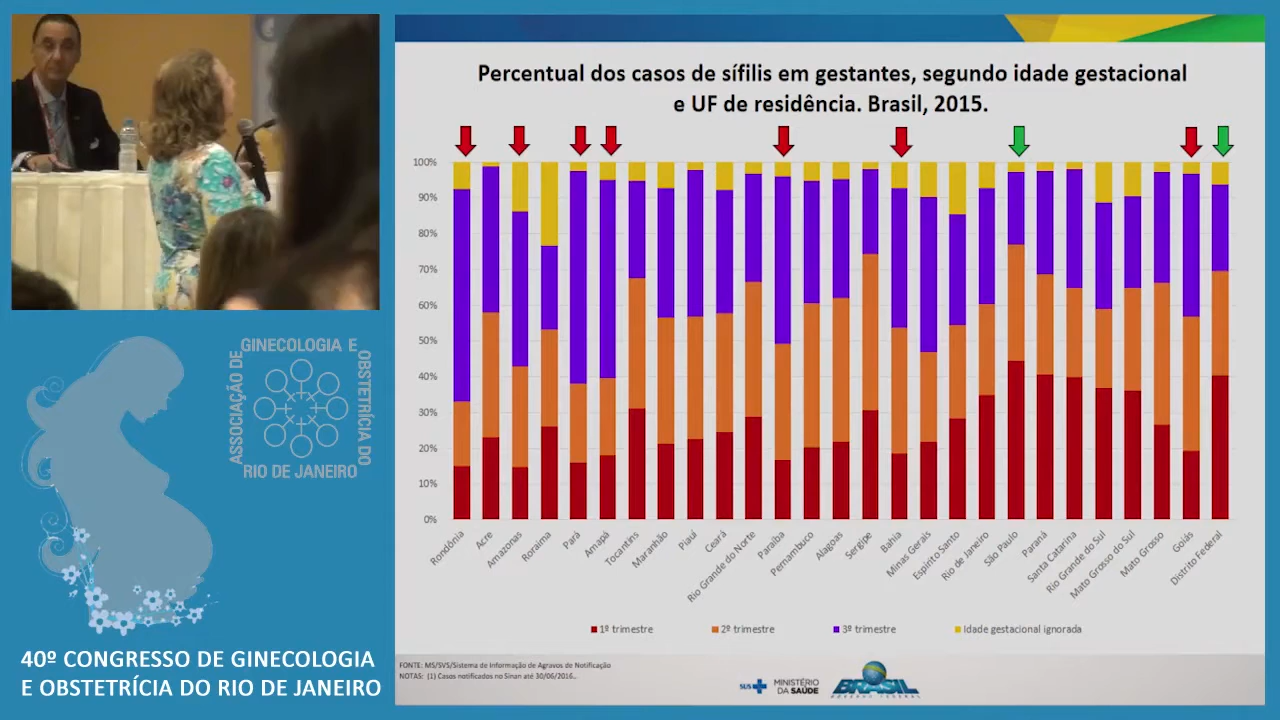 Percentual dos casos de sífilis em gestantes, segundo idade gestacional
e UF de residência. Brasil, 2015.
100%
90%
80%
70%
60%
50%
40%
30%
20%
10%
0%
Rondônia
Acre
Amazonas
Roraima
Pará
Amapá
Tocantins
Maranhão
Piauí
Ceará
Rio Grande do Norte
Paraíba
Pernambuco
Alagoas
Sergipe
Bahia
Minas Gerais
Espírito Santo
Rio de Janeiro
São Paulo
Paraná
Santa Catarina
Rio Grande do Sul
Mato Grosso do Sul
Mato Grosso
Goiás
Distrito Federal
1º trimestre
2º trimestre
3º trimestre
Idade gestacional ignorada
FONTE: MS/SVS/Sistema de Informação de Agravos de Notificação
NOTAS: (1) Casos notificados no Sinan até 30/06/2016..
SUS
MINISTÉRIO
DA SAÚDE
BRASIL
GOVERNO FEDERAL
ASSOCIAÇÃO DE
GINECOLOGIA E
OBSTETRÍCIA DO
RIO DE JANEIRO
40º CONGRESSO DE GINECOLOGIA
E OBSTETRÍCIA DO RIO DE JANEIRO